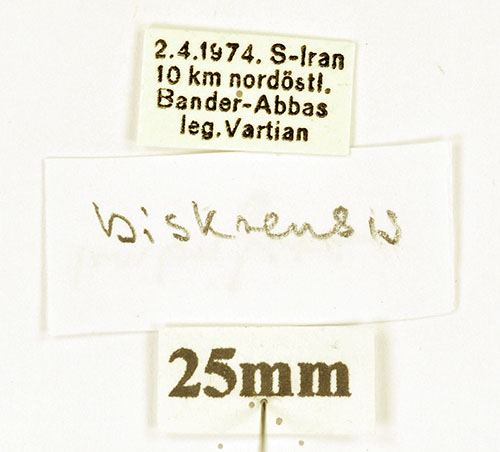 2.4.1974. S-Iran
10 km nordöstl.
Bander-Abbas
leg. Vartian
biskrensis
25mm